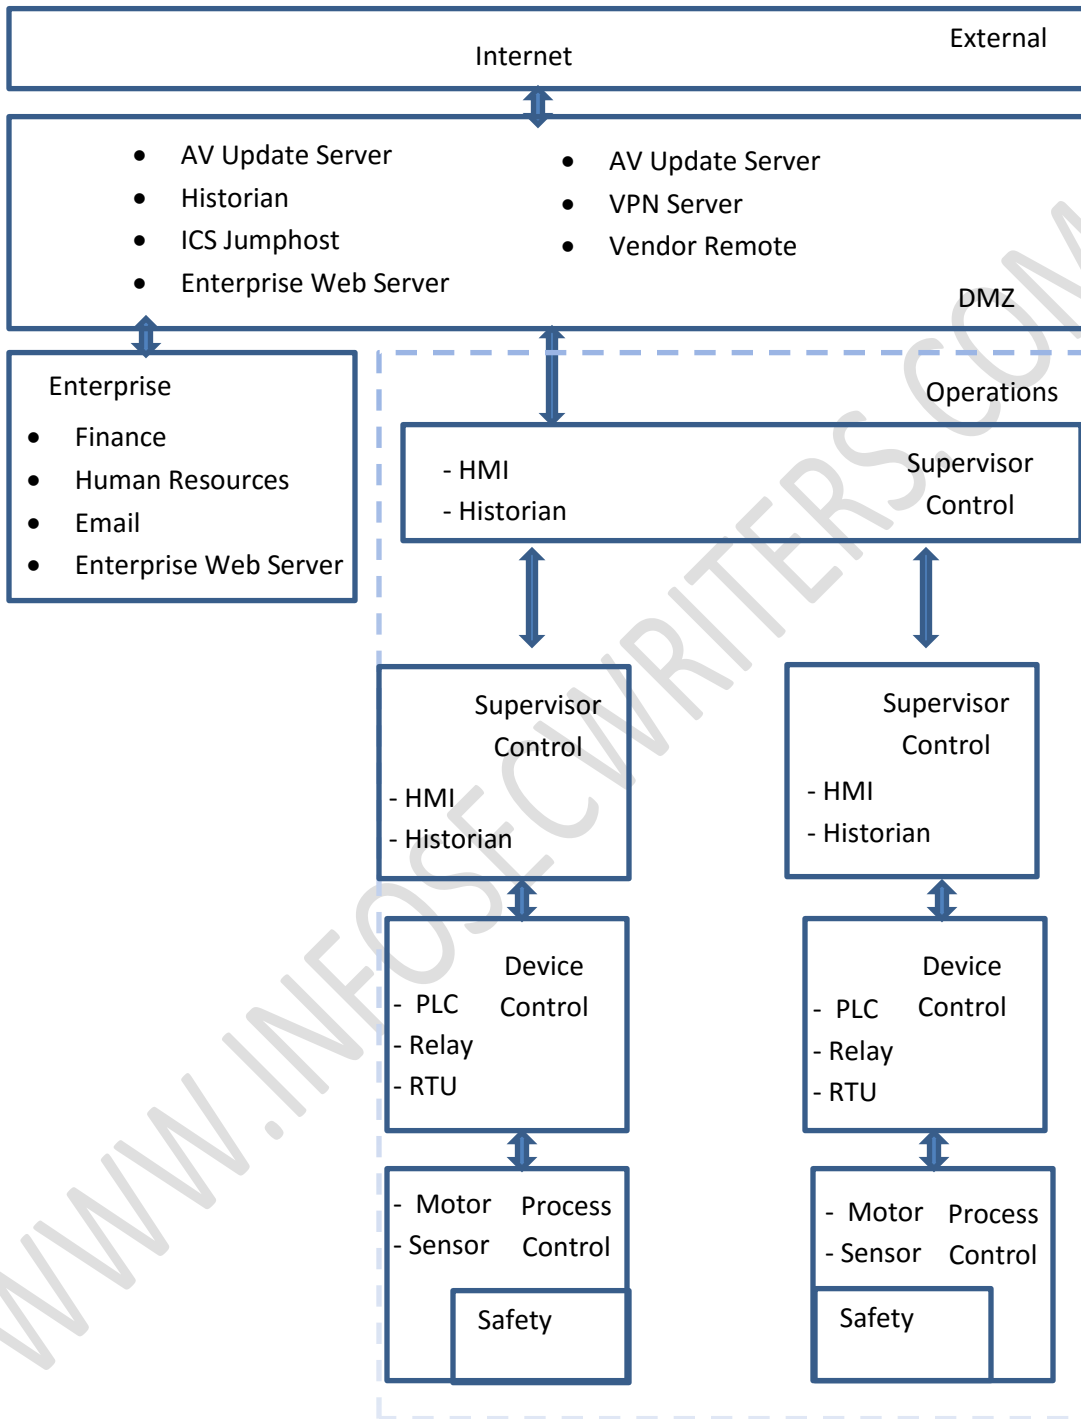 External
Internet
• AV Update Server
• Historian
• ICS Jumphost
• Enterprise Web Server
• AV Update Server
• VPN Server
• Vendor Remote
DMZ
Enterprise
• Finance
• Human Resources
• Email
• Enterprise Web Server
Operations
- HMI
- Historian
Supervisor
Control
Supervisor
Control
- HMI
- Historian
Supervisor
Control
- HMI
- Historian
Device
Control
- PLC
- Relay
- RTU
Device
Control
- PLC
- Relay
- RTU
- Motor
- Sensor
Process
Control
Safety
- Motor
- Sensor
Process
Control
Safety
WWW.INFOSECWRITERS.COM